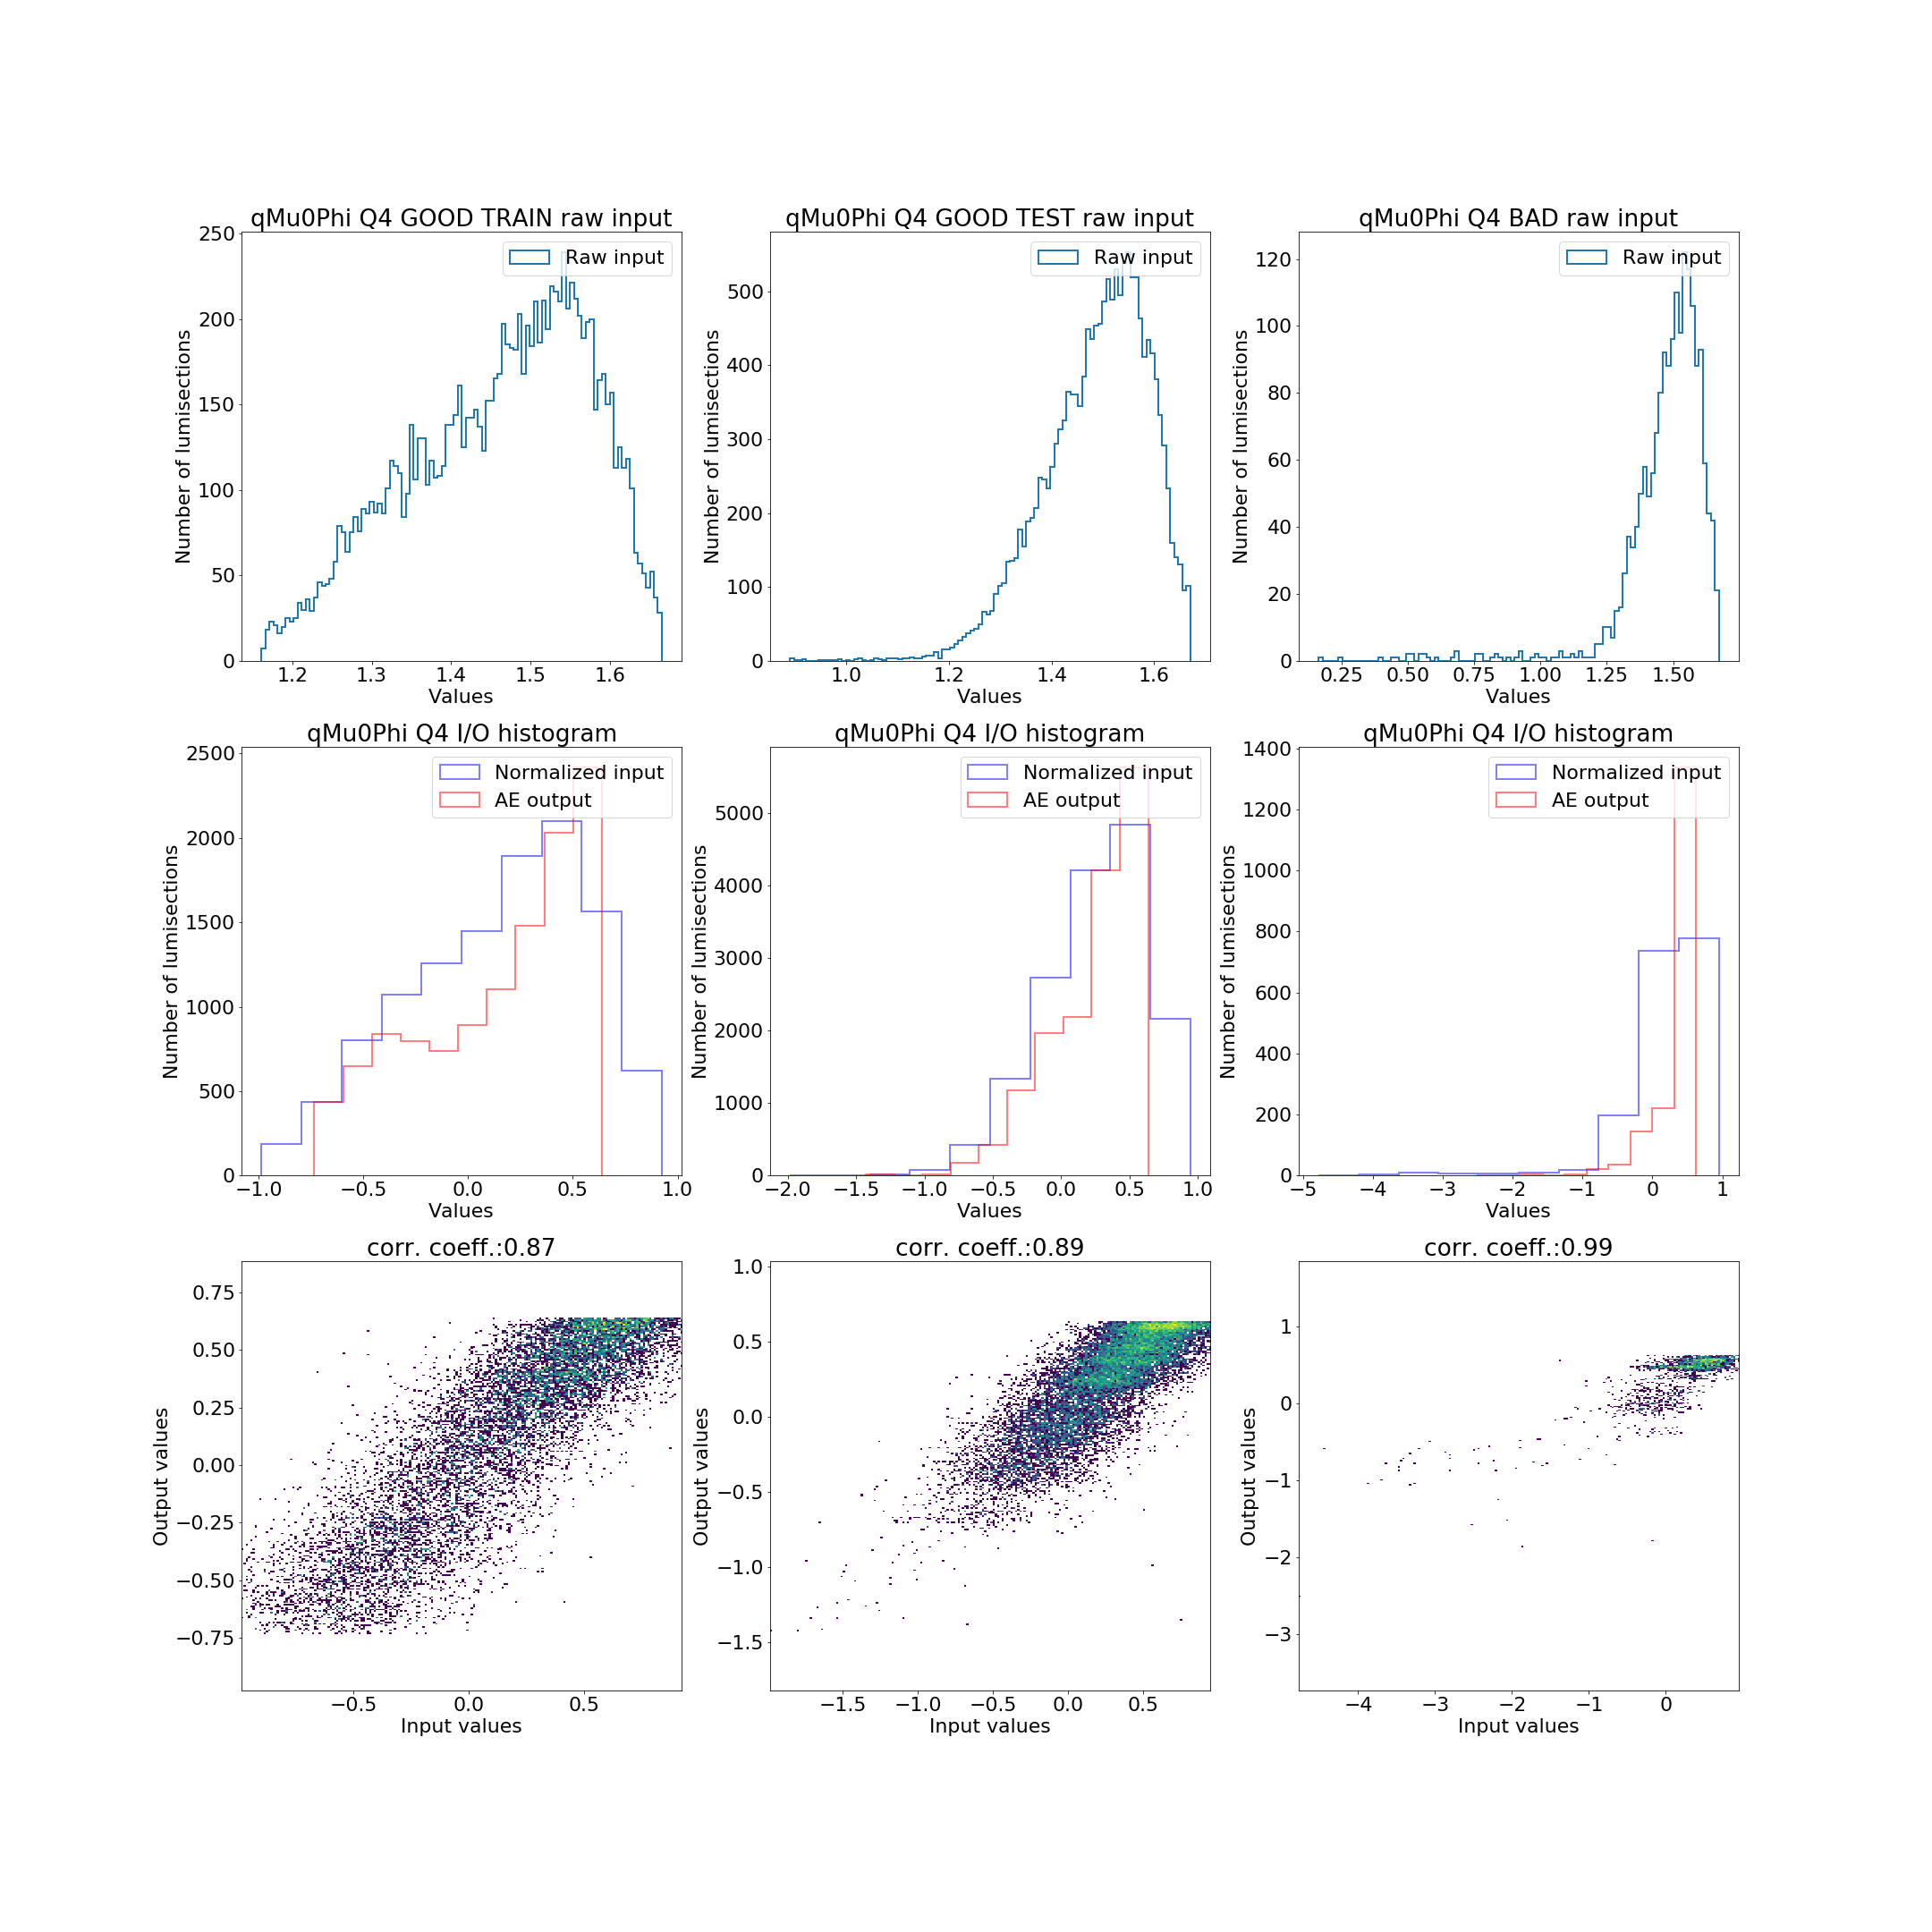 qMu0Phi Q4 GOOD TRAIN raw input
Raw input
Number of lumisections
250
200
150
100
50
0
1.2 1.3 1.4 1.5 1.6
Values
qMu0Phi Q4 GOOD TEST raw input
Raw input
Number of lumisections
500
400
300
200
100
0
1.0 1.2 1.4 1.6
Values
qMu0Phi Q4 BAD raw input
Raw input
Number of lumisections
120
100
80
60
40
20
0
0.25 0.50 0.75 1.00 1.25 1.50
Values
qMu0Phi Q4 I/O histogram
Normalized input
AE output
Number of lumisections
2500
2000
1500
1000
500
0
−1.0 −0.5 0.0 0.5 1.0
Values
qMu0Phi Q4 I/O histogram
Normalized input
AE output
Number of lumisections
5000
4000
3000
2000
1000
0
−2.0 −1.5 −1.0 −0.5 0.0 0.5 1.0
Values
qMu0Phi Q4 I/O histogram
Normalized input
AE output
Number of lumisections
1400
1200
1000
800
600
400
200
0
−5 −4 −3 −2 −1 0 1
Values
corr. coeff.:0.87
Output values
0.75
0.50
0.25
0.00
−0.25
−0.50
−0.75
−0.5 0.0 0.5
Input values
corr. coeff.:0.89
Output values
1.0
0.5
0.0
−0.5
−1.0
−1.5
−1.5 −1.0 −0.5 0.0 0.5
Input values
corr. coeff.:0.99
Output values
1
0
−1
−2
−3
−4 −3 −2 −1 0
Input values